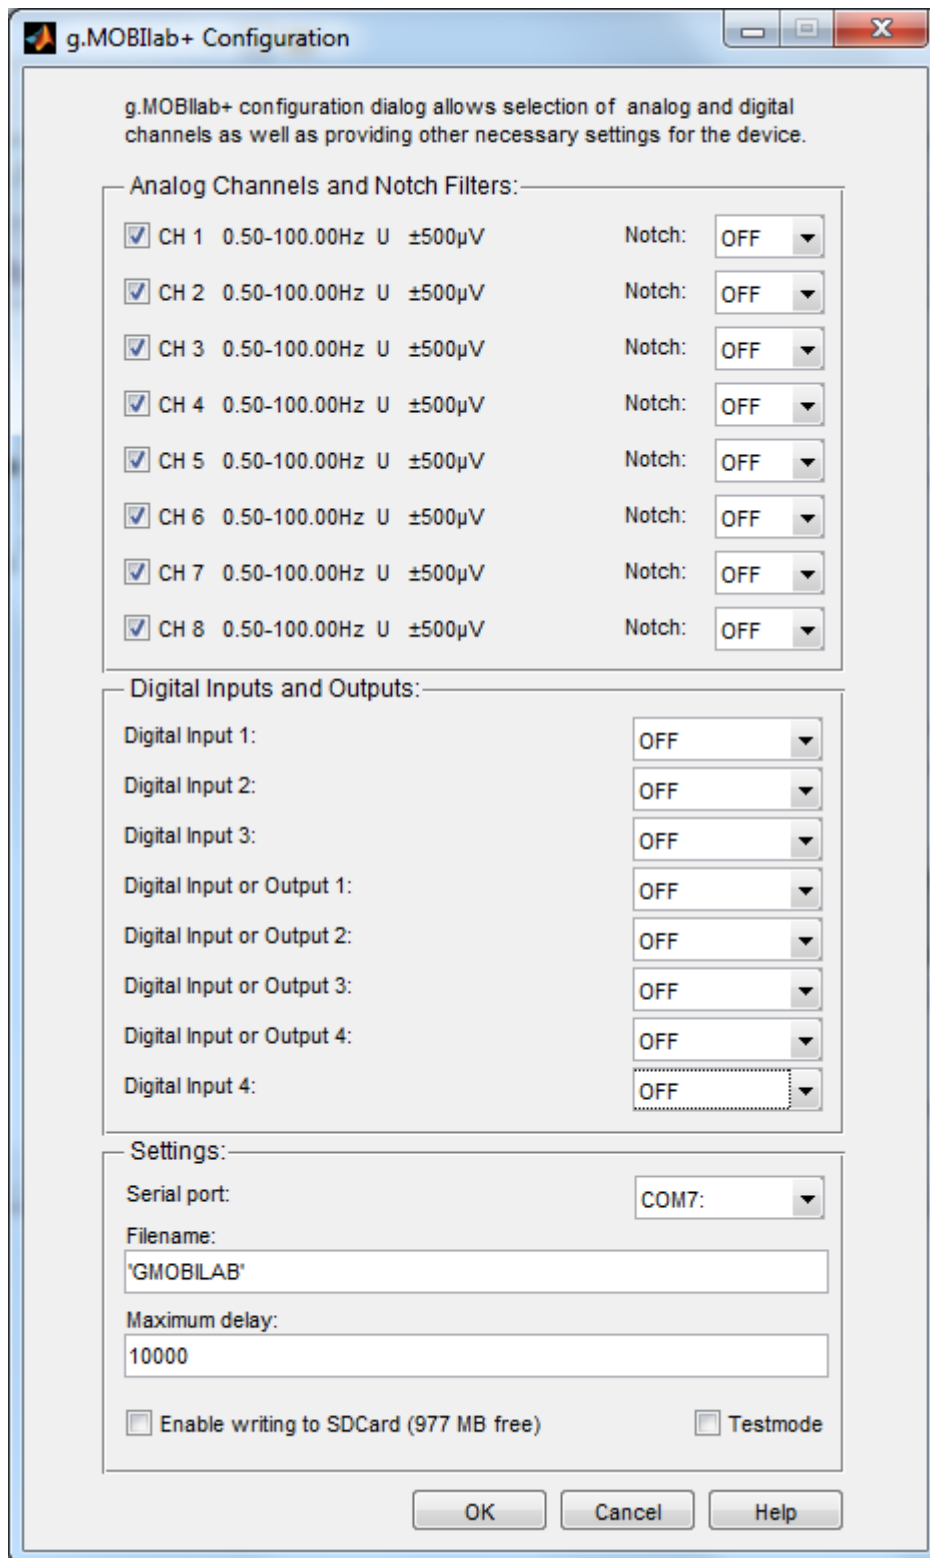 g.MOBIlab+ Configuration
g.MOBIlab+ configuration dialog allows selection of analog and digital
channels as well as providing other necessary settings for the device.
Analog Channels and Notch Filters:
CH 1 0.50-100.00Hz U ±500µV Notch: OFF
CH 2 0.50-100.00Hz U ±500µV Notch: OFF
CH 3 0.50-100.00Hz U ±500µV Notch: OFF
CH 4 0.50-100.00Hz U ±500µV Notch: OFF
CH 5 0.50-100.00Hz U ±500µV Notch: OFF
CH 6 0.50-100.00Hz U ±500µV Notch: OFF
CH 7 0.50-100.00Hz U ±500µV Notch: OFF
CH 8 0.50-100.00Hz U ±500µV Notch: OFF
Digital Inputs and Outputs:
Digital Input 1: OFF
Digital Input 2: OFF
Digital Input 3: OFF
Digital Input or Output 1: OFF
Digital Input or Output 2: OFF
Digital Input or Output 3: OFF
Digital Input or Output 4: OFF
Digital Input 4: OFF
Settings:
Serial port: COM7:
Filename:
'GMOBILAB'
Maximum delay:
10000
Enable writing to SDCard (977 MB free) Testmode
OK Cancel Help